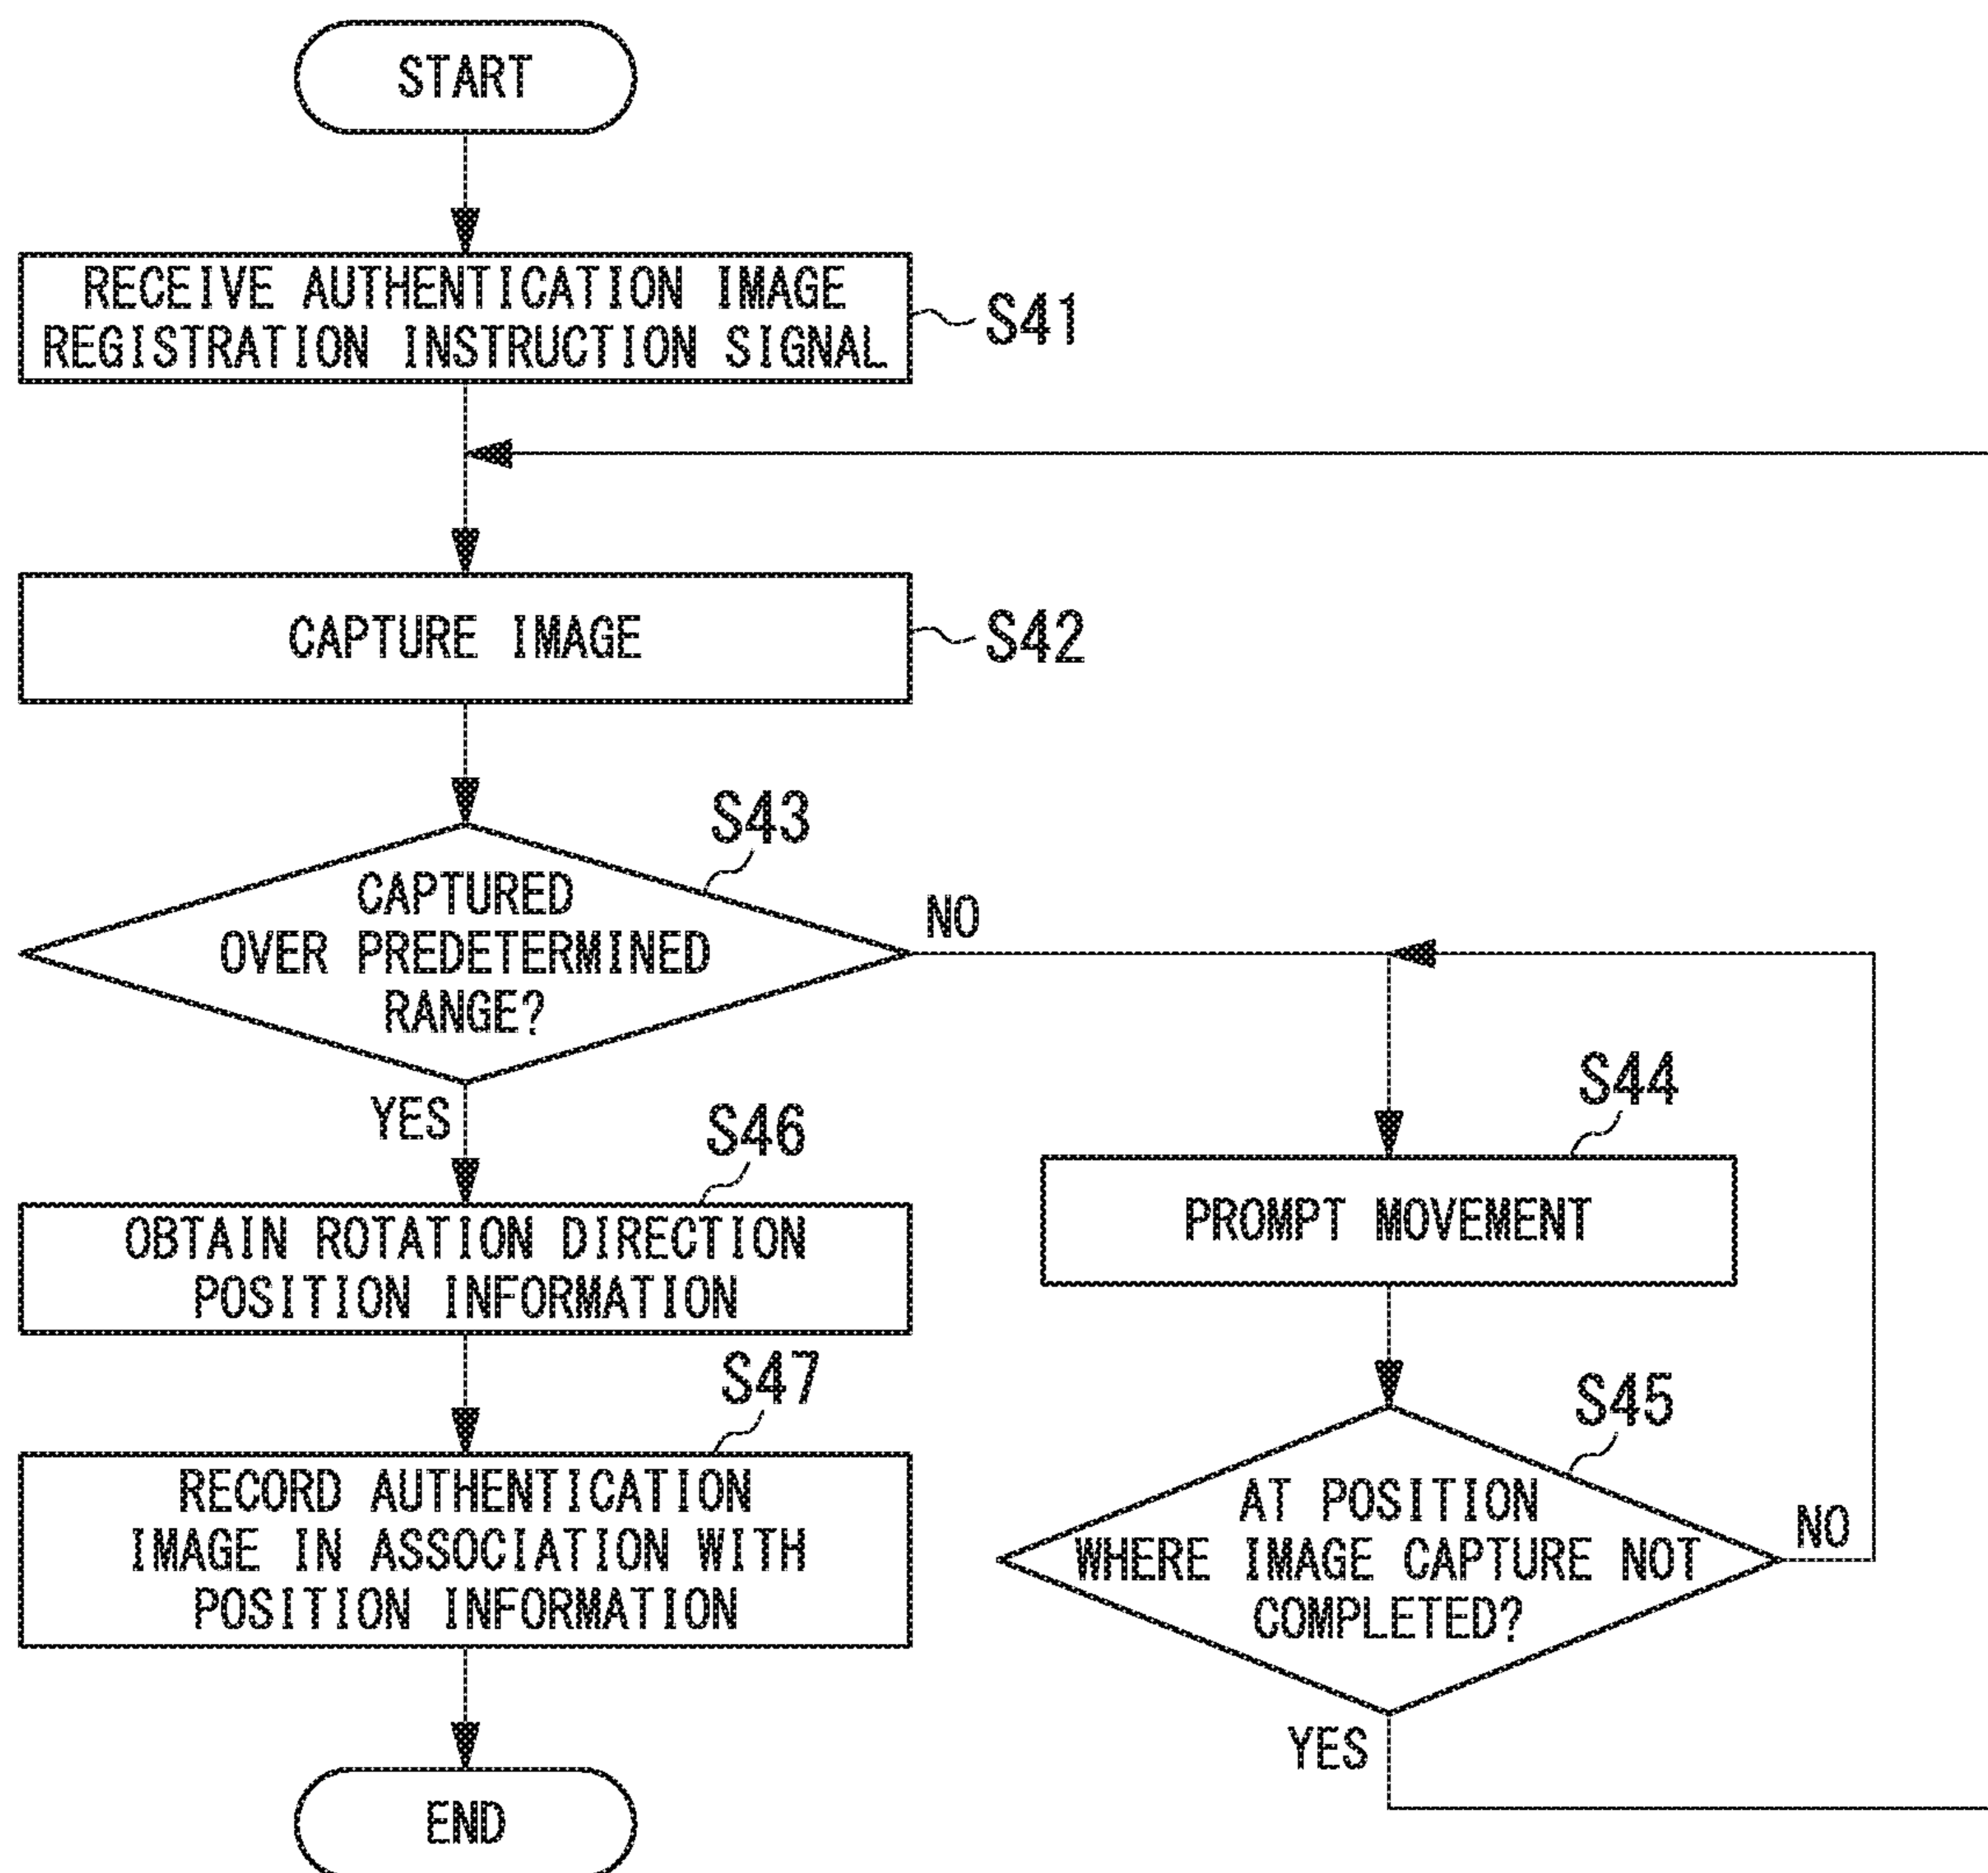 START
RECEIVE AUTHENTICATION IMAGE
REGISTRATION INSTRUCTION SIGNAL
S41
CAPTURE IMAGE
S42
S43
CAPTURED
OVER PREDETERMINED
RANGE?
NO
YES
S46
OBTAIN ROTATION DIRECTION
POSITION INFORMATION
S47
RECORD AUTHENTICATION
IMAGE IN ASSOCIATION WITH
POSITION INFORMATION
END
S44
PROMPT MOVEMENT
S45
AT POSITION
WHERE IMAGE CAPTURE NOT
COMPLETED?
NO
YES